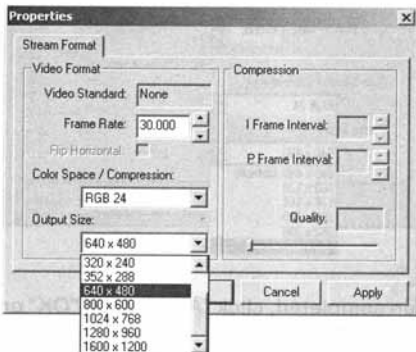 Properties
Stream Format
Video Format
Video Standard: None
Frame Rate: 30.000
Flip Horizontal:
Color Space / Compression:
RGB 24
Output Size:
640 x 480
320 x 240
352 x 288
640 x 480
800 x 600
1024 x 768
1280 x 960
1600 x 1200
Compression
I Frame Interval:
P Frame Interval:
Quality:
Cancel
Apply